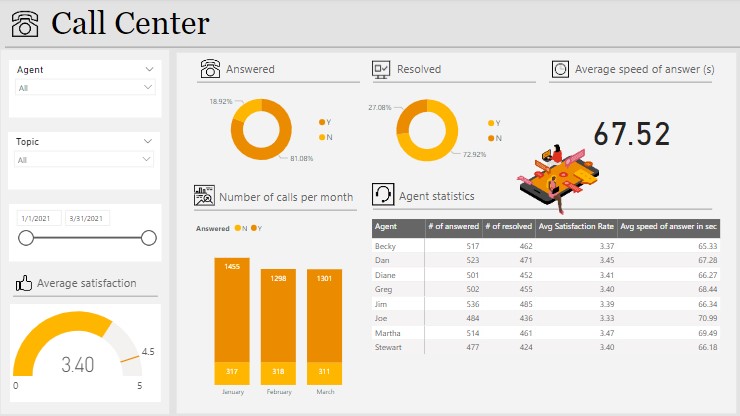 Call Center
Agent
All
Topic
All
1/1/2021 3/31/2021
Average satisfaction
3.40
4.5
0 5
Answered
18.92%
Y
N
81.08%
Resolved
27.08%
Y
N
72.92%
Average speed of answer (s)
67.52
Number of calls per month
Answered N Y
1455 1298 1301
317 318 311
January February March
Agent statistics
Agent # of answered # of resolved Avg Satisfaction Rate Avg speed of answer in sec
Becky 517 462 3.37 65.33
Dan 523 471 3.45 67.28
Diane 501 452 3.41 66.27
Greg 502 455 3.40 68.44
Jim 536 485 3.39 66.34
Joe 484 436 3.33 70.99
Martha 514 461 3.47 69.49
Stewart 477 424 3.40 66.18